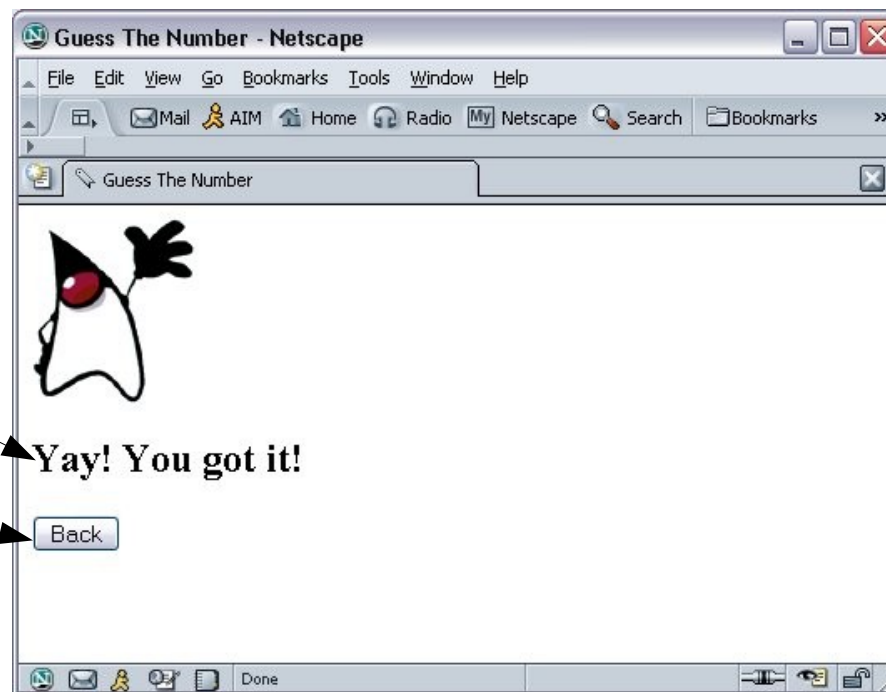 Guess The Number - Netscape
File Edit View Go Bookmarks Tools Window Help
Mail AIM Home Radio My Netscape Search Bookmarks »
Guess The Number
Yay! You got it!
Back
Done